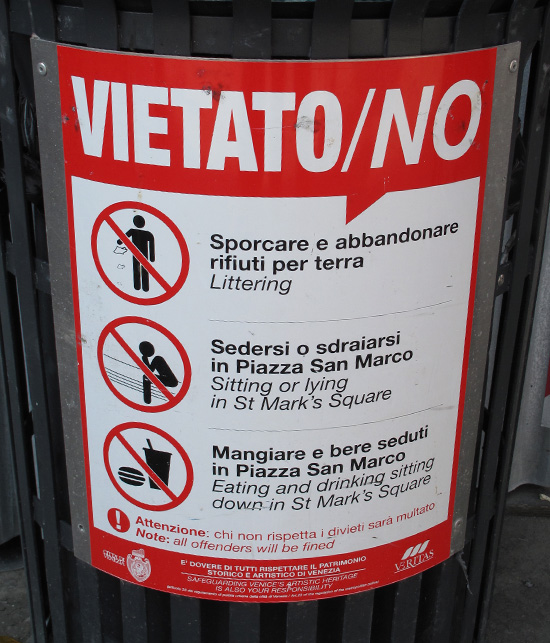 VIETATO/NO
Sporcare e abbandonare
rifiuti per terra
Littering
Sedersi o sdraiarsi
in Piazza San Marco
Sitting or lying
in St Mark's Square
Mangiare e bere seduti
in Piazza San Marco
Eating and drinking sitting
down in St Mark's Square
Attenzione: chi non rispetta i divieti sarà multato
Note: all offenders will be fined
E' DOVERE DI TUTTI RISPETTARE IL PATRIMONIO
STORICO E ARTISTICO DI VENEZIA
SAFEGUARDING VENICE'S ARTISTIC HERITAGE
IS ALSO YOUR RESPONSIBILITY
VERITAS